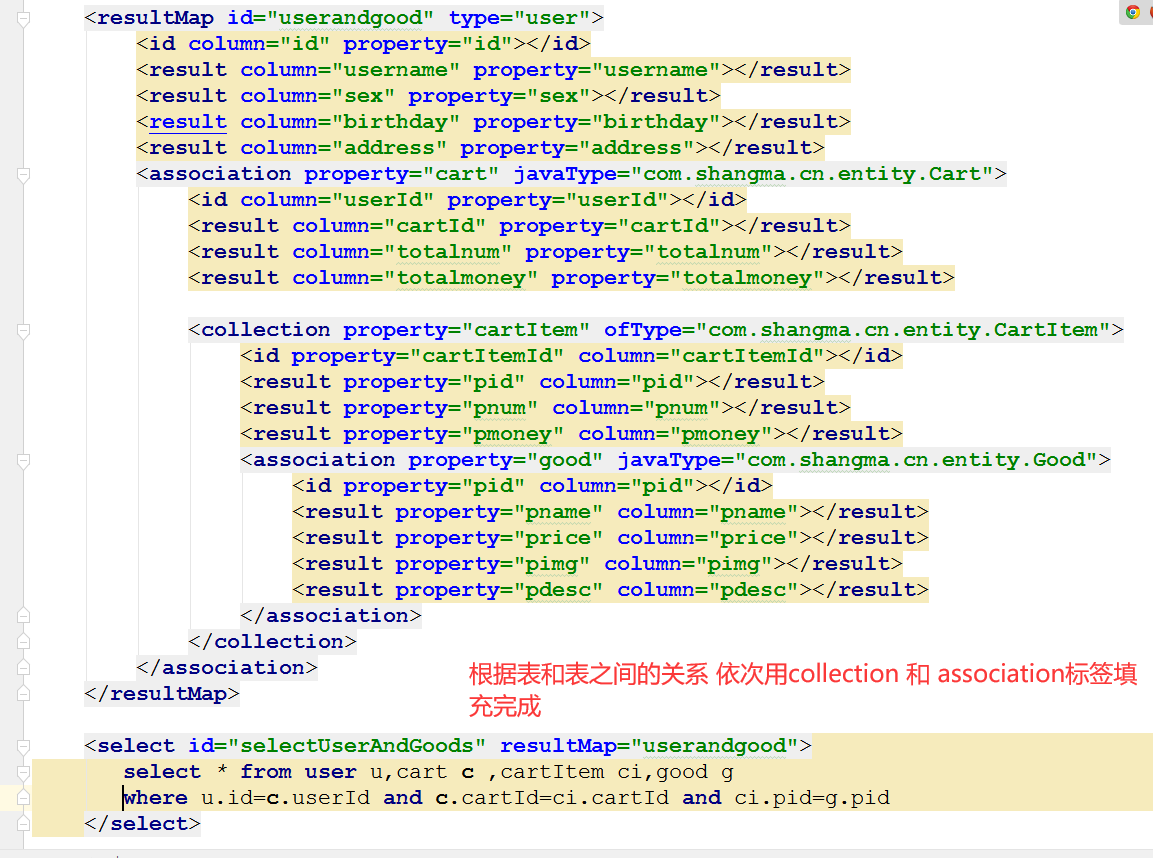 <resultMap id="userandgood" type="user">
<id column="id" property="id"></id>
<result column="username" property="username"></result>
<result column="sex" property="sex"></result>
<result column="birthday" property="birthday"></result>
<result column="address" property="address"></result>
<association property="cart" javaType="com.shangma.cn.entity.Cart">
<id column="userId" property="userId"></id>
<result column="cartId" property="cartId"></result>
<result column="totalnum" property="totalnum"></result>
<result column="totalmoney" property="totalmoney"></result>
<collection property="cartItem" ofType="com.shangma.cn.entity.CartItem">
<id property="cartItemId" column="cartItemId"></id>
<result property="pid" column="pid"></result>
<result property="pnum" column="pnum"></result>
<result property="pmoney" column="pmoney"></result>
<association property="good" javaType="com.shangma.cn.entity.Good">
<id property="pid" column="pid"></id>
<result property="pname" column="pname"></result>
<result property="price" column="price"></result>
<result property="pimg" column="pimg"></result>
<result property="pdesc" column="pdesc"></result>
</association>
</collection>
</association>
</resultMap>
根据表和表之间的关系 依次用collection 和 association标签填
充完成
<select id="selectUserAndGoods" resultMap="userandgood">
select * from user u,cart c ,cartItem ci,good g
where u.id=c.userId and c.cartId=ci.cartId and ci.pid=g.pid
</select>